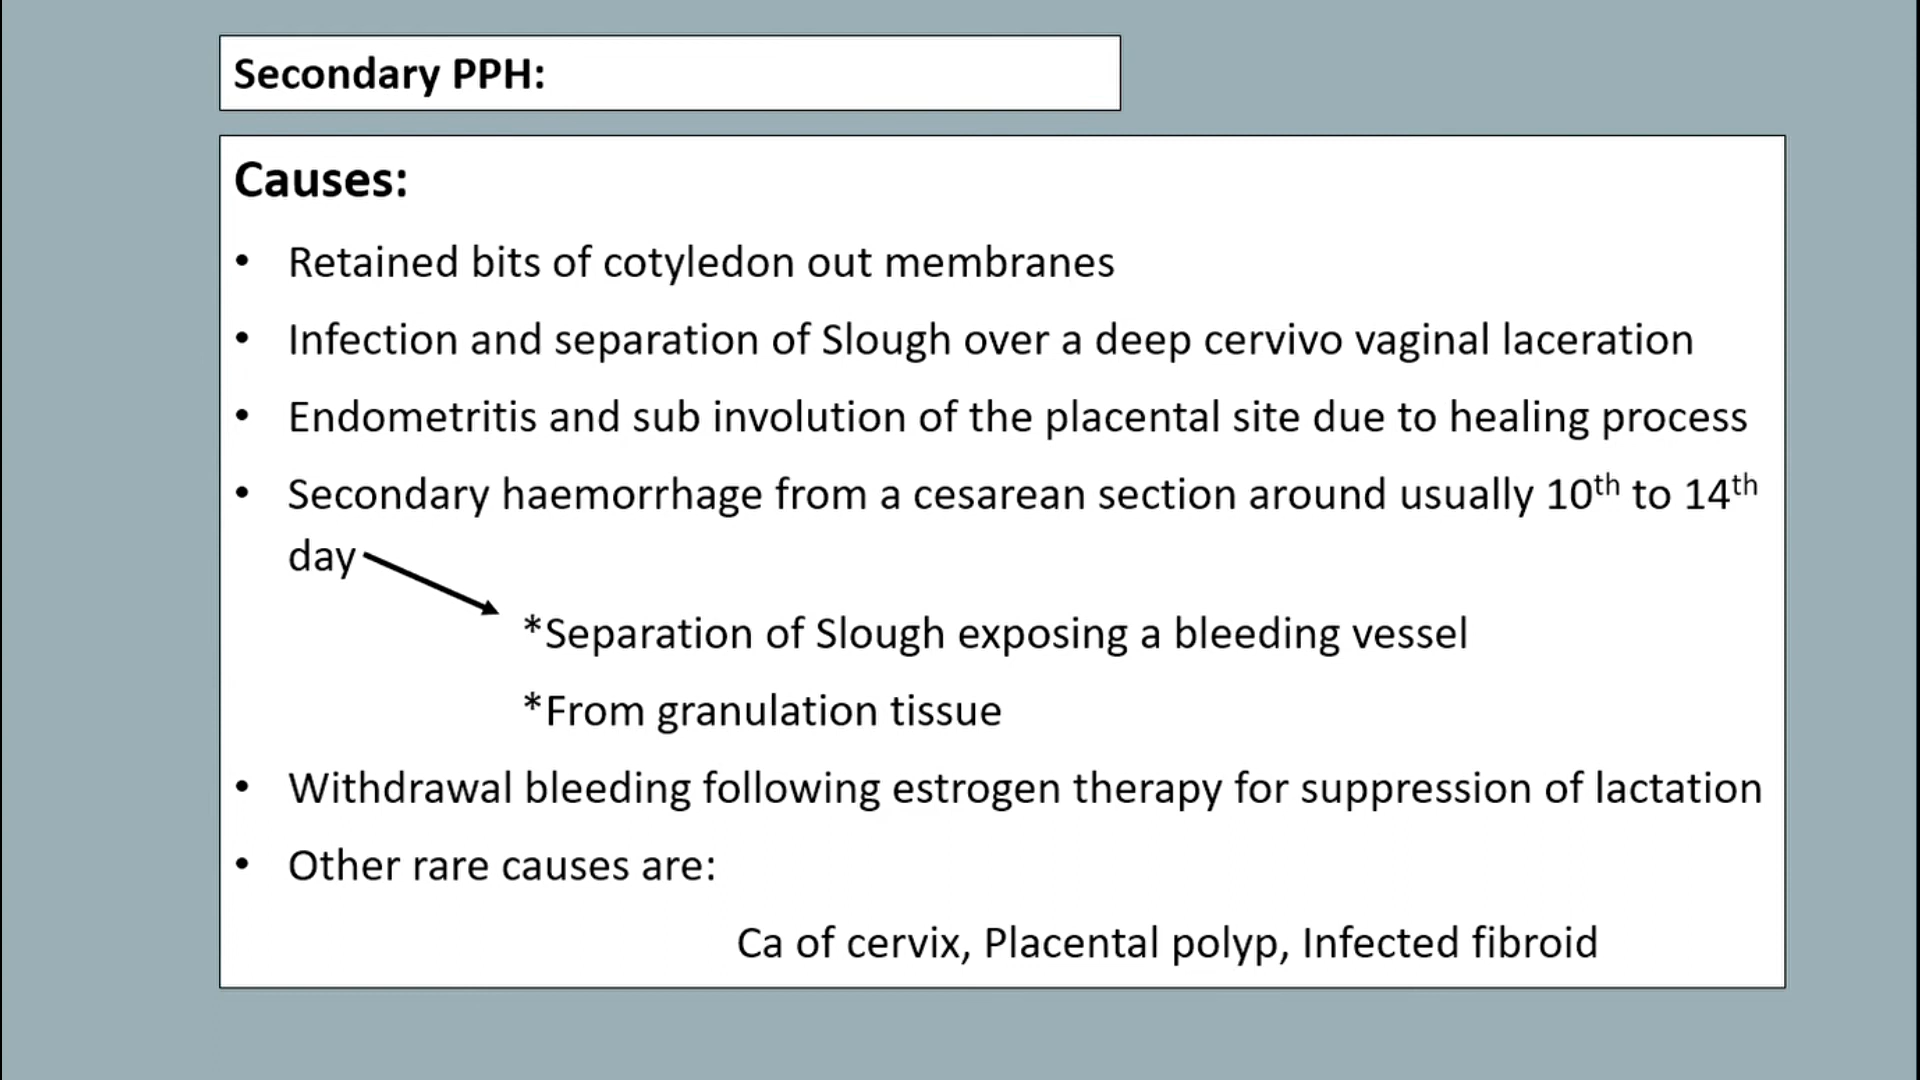 Secondary PPH:
Causes:
• Retained bits of cotyledon out membranes
• Infection and separation of Slough over a deep cervivo vaginal laceration
• Endometritis and sub involution of the placental site due to healing process
• Secondary haemorrhage from a cesarean section around usually 10th to 14th
day
*Separation of Slough exposing a bleeding vessel
*From granulation tissue
• Withdrawal bleeding following estrogen therapy for suppression of lactation
• Other rare causes are:
Ca of cervix, Placental polyp, Infected fibroid